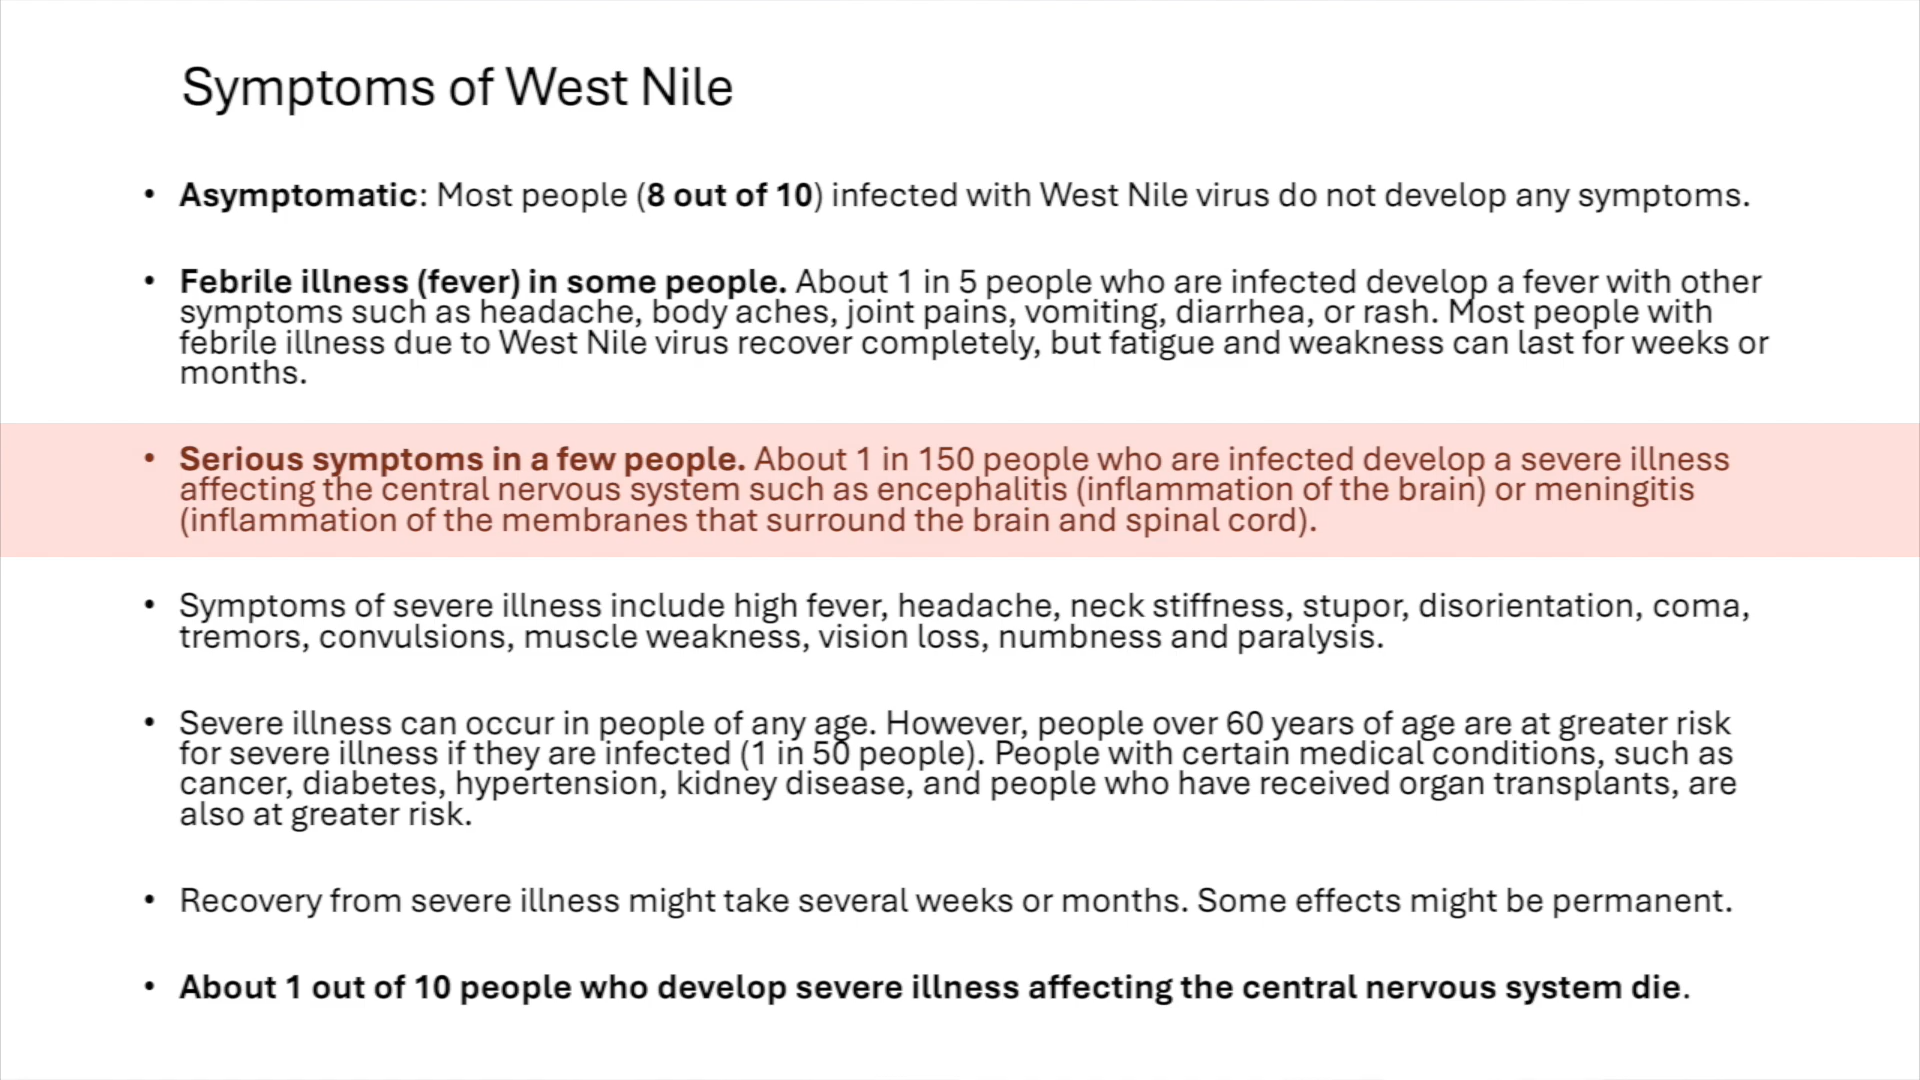 Symptoms of West Nile
• Asymptomatic: Most people (8 out of 10) infected with West Nile virus do not develop any symptoms.
• Febrile illness (fever) in some people. About 1 in 5 people who are infected develop a fever with other
symptoms such as headache, body aches, joint pains, vomiting, diarrhea, or rash. Most people with
febrile illness due to West Nile virus recover completely, but fatigue and weakness can last for weeks or
months.
• Serious symptoms in a few people. About 1 in 150 people who are infected develop a severe illness
affecting the central nervous system such as encephalitis (inflammation of the brain) or meningitis
(inflammation of the membranes that surround the brain and spinal cord).
• Symptoms of severe illness include high fever, headache, neck stiffness, stupor, disorientation, coma,
tremors, convulsions, muscle weakness, vision loss, numbness and paralysis.
• Severe illness can occur in people of any age. However, people over 60 years of age are at greater risk
for severe illness if they are infected (1 in 50 people). People with certain medical conditions, such as
cancer, diabetes, hypertension, kidney disease, and people who have received organ transplants, are
also at greater risk.
• Recovery from severe illness might take several weeks or months. Some effects might be permanent.
• About 1 out of 10 people who develop severe illness affecting the central nervous system die.